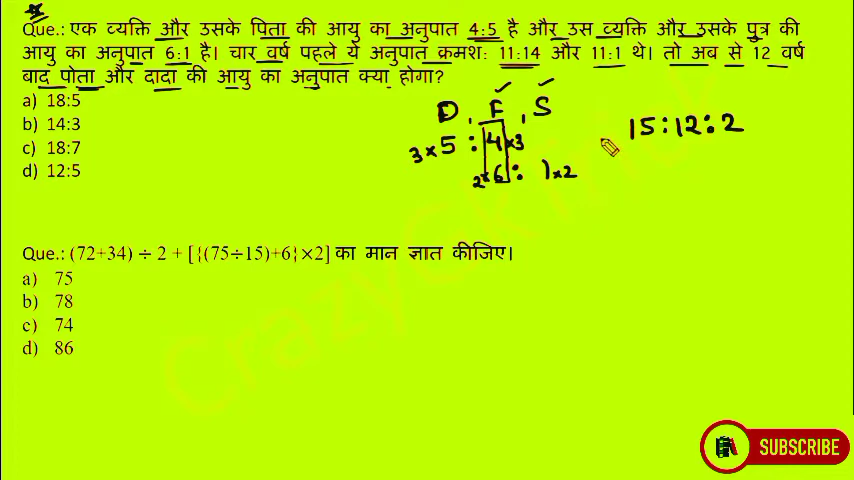 Que.: एक व्यक्ति और उसके पिता की आयु का अनुपात 4:5 है और उस व्यक्ति और उसके पुत्र की
आयु का अनुपात 6:1 है। चार वर्ष पहले ये अनुपात क्रमश: 11:14 और 11:1 थे। तो अब से 12 वर्ष
बाद पोता और दादा की आयु का अनुपात क्या होगा?
a) 18:5
b) 14:3
c) 18:7
d) 12:5
D, F, S
3×5 : 4×3
2×6 : 1×2
15:12:2
Que.: (72+34) ÷ 2 + [{(75÷15)+6}×2] का मान ज्ञात कीजिए।
a) 75
b) 78
c) 74
d) 86
Crazy@kGkindia
SUBSCRIBE